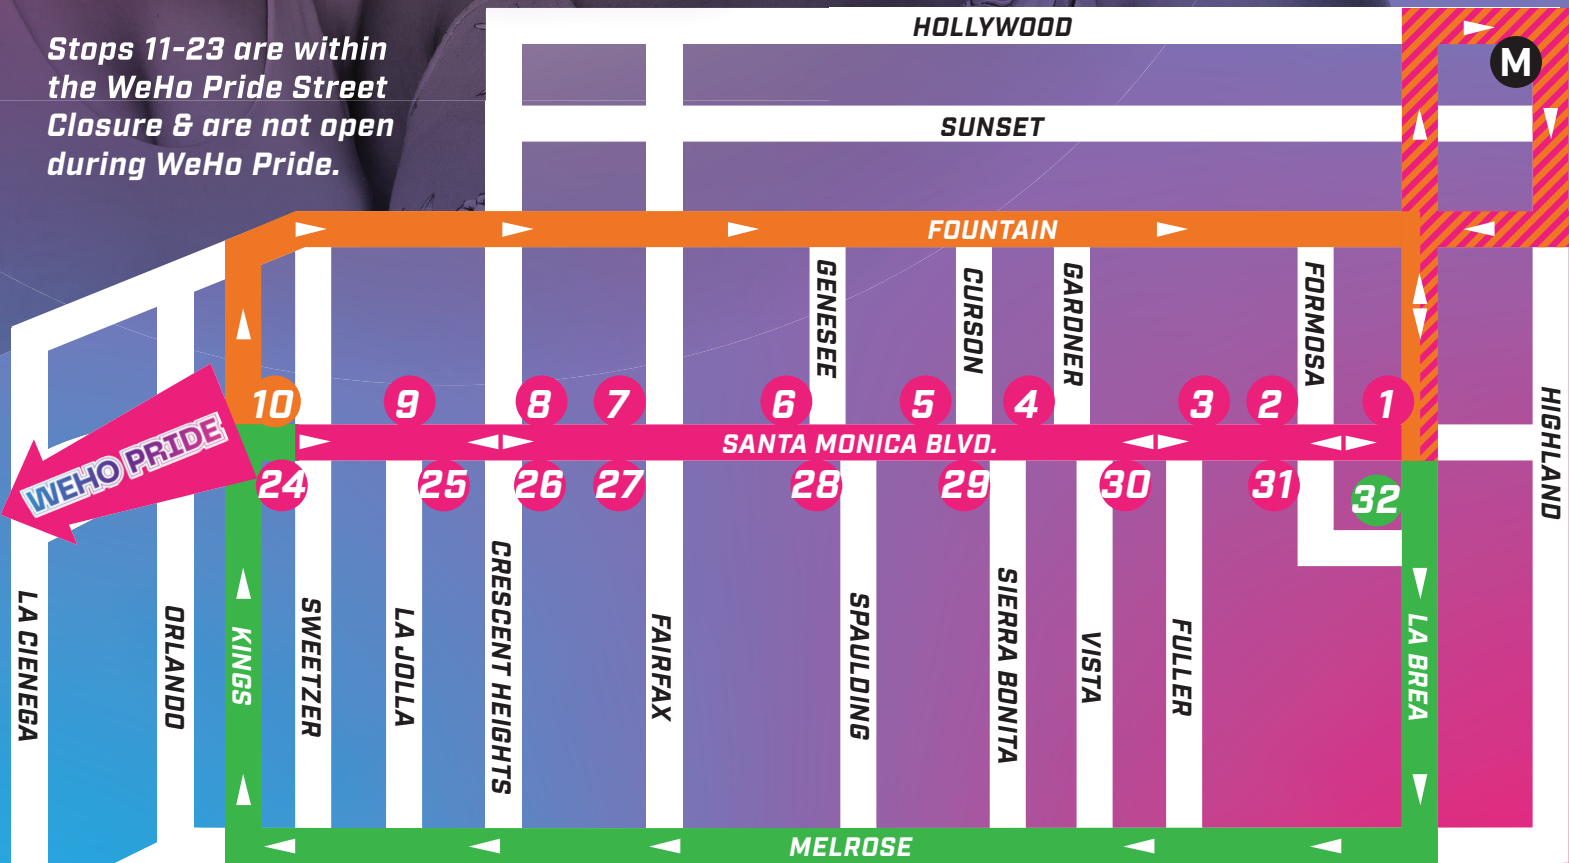 Stops 11-23 are within
the WeHo Pride Street
Closure & are not open
during WeHo Pride.
HOLLYWOOD
M
SUNSET
FOUNTAIN
GENESEE
CURSON
GARDNER
FORMOSA
HIGHLAND
10
9
8
7
6
5
4
3
2
1
WEHO PRIDE
SANTA MONICA BLVD.
24
25
26
27
28
29
30
31
32
LA CIENEGA
ORLANDO
KINGS
SWEETZER
LA JOLLA
CRESCENT HEIGHTS
FAIRFAX
SPAULDING
SIERRA BONITA
VISTA
FULLER
LA BREA
MELROSE